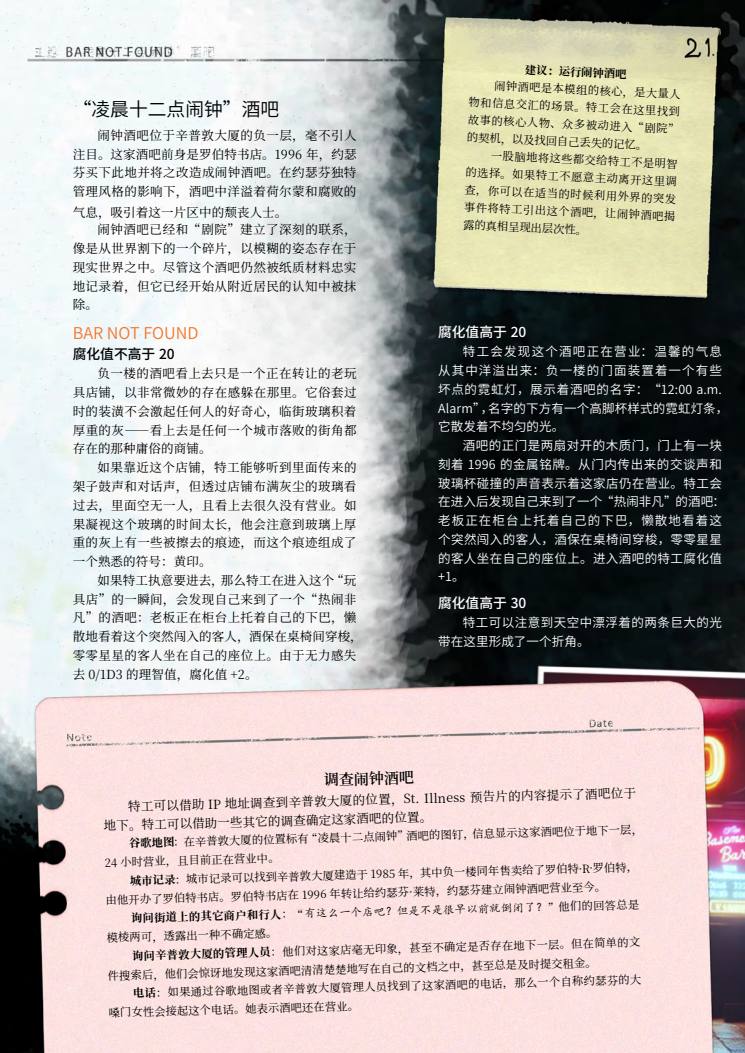 BAR NOT FOUND
21.
“凌晨十二点闹钟”酒吧
闹钟酒吧位于辛普敦大厦的负一层，毫不引人
注目。这家酒吧前身是罗伯特书店。1996 年，约瑟
芬买下此地并将之改造成闹钟酒吧。在约瑟芬独特
管理风格的影响下，酒吧中洋溢着荷尔蒙和腐败的
气息，吸引着这一片区中的颓丧人士。
闹钟酒吧已经和“剧院”建立了深刻的联系，
像是从世界割下的一个碎片，以模糊的姿态存在于
现实世界之中。尽管这个酒吧仍然被纸质材料忠实
地记录着，但它已经开始从附近居民的认知中被抹
除。
BAR NOT FOUND
腐化值不高于 20
负一楼的酒吧看上去只是一个正在转让的老玩
具店铺，以非常微妙的存在感躲在那里。它俗套过
时的装潢不会激起任何人的好奇心，临街玻璃积着
厚重的灰——看上去是任何一个城市落败的街角都
存在的那种庸俗的商铺。
如果靠近这个店铺，特工能够听到里面传来的
架子鼓声和对话声，但透过店铺布满灰尘的玻璃看
过去，里面空无一人，且看上去很久没有营业。如
果凝视这个玻璃的时间太长，他会注意到玻璃上厚
重的灰上有一些被擦去的痕迹，而这个痕迹组成了
一个熟悉的符号：黄印。
如果特工执意要进去，那么特工在进入这个“玩
具店”的一瞬间，会发现自己来到了一个“热闹非
凡”的酒吧：老板正在柜台上托着自己的下巴，懒
散地看着这个突然闯入的客人，酒保在桌椅间穿梭，
零零星星的客人坐在自己的座位上。由于无力感失
去 0/1D3 的理智值，腐化值 +2。
建议：运行闹钟酒吧
闹钟酒吧是本模组的核心，是大量人
物和信息交汇的场景。特工会在这里找到
故事的核心人物、众多被动进入“剧院”
的契机，以及找回自己丢失的记忆。
一股脑地将这些都交给特工不是明智
的选择。如果特工不愿意主动离开这里调
查，你可以在适当的时候利用外界的突发
事件将特工引出这个酒吧，让闹钟酒吧揭
露的真相呈现出层次性。
腐化值高于 20
特工会发现这个酒吧正在营业：温馨的气息
从其中洋溢出来：负一楼的门面装置着一个有些
坏点的霓虹灯，展示着酒吧的名字：“12:00 a.m.
Alarm”，名字的下方有一个高脚杯样式的霓虹灯条，
它散发着不均匀的光。
酒吧的正门是两扇对开的木质门，门上有一块
刻着 1996 的金属铭牌。从门内传出来的交谈声和
玻璃杯碰撞的声音表示着这家店仍在营业。特工会
在进入后发现自己来到了一个“热闹非凡”的酒吧：
老板正在柜台上托着自己的下巴，懒散地看着这
个突然闯入的客人，酒保在桌椅间穿梭，零零星星
的客人坐在自己的座位上。进入酒吧的特工腐化值
+1。
腐化值高于 30
特工可以注意到天空中漂浮着的两条巨大的光
带在这里形成了一个折角。
Note
Date
调查闹钟酒吧
特工可以借助 IP 地址调查到辛普敦大厦的位置，St. Illness 预告片的内容提示了酒吧位于
地下。特工可以借助一些其它的调查确定这家酒吧的位置。
谷歌地图：在辛普敦大厦的位置标有“凌晨十二点闹钟”酒吧的图钉，信息显示这家酒吧位于地下一层，
24 小时营业，且目前正在营业中。
城市记录：城市记录可以找到辛普敦大厦建造于 1985 年，其中负一楼同年售卖给了罗伯特·R·罗伯特，
由他开办了罗伯特书店。罗伯特书店在 1996 年转让给约瑟芬·莱特，约瑟芬建立闹钟酒吧营业至今。
询问街道上的其它商户和行人：“有这么一个店吧？但是不是很早以前就倒闭了？”他们的回答总是
模棱两可，透露出一种不确定感。
询问辛普敦大厦的管理人员：他们对这家店毫无印象，甚至不确定是否存在地下一层。但在简单的文
件搜索后，他们会惊讶地发现这家酒吧清清楚楚地写在自己的文档之中，甚至总是及时提交租金。
电话：如果通过谷歌地图或者辛普敦大厦管理人员找到了这家酒吧的电话，那么一个自称约瑟芬的大
嗓门女性会接起这个电话。她表示酒吧还在营业。
Basement
Bar